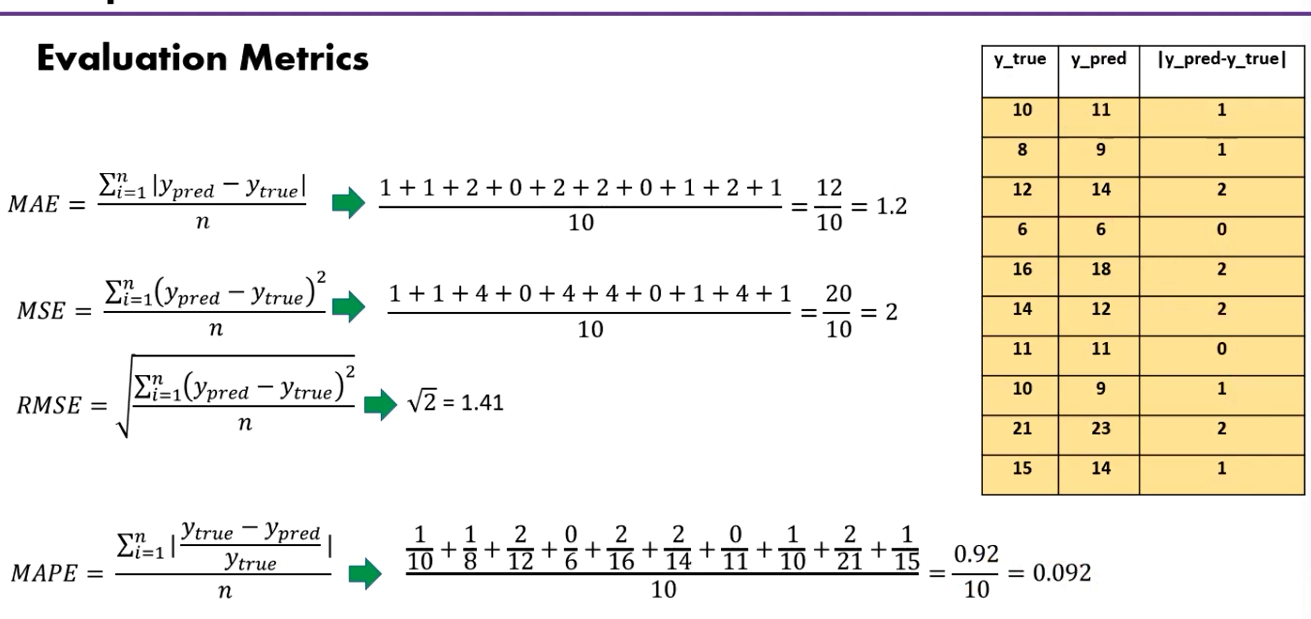 Evaluation Metrics
MAE = \frac{\sum_{i=1}^{n} |y_{pred} - y_{true}|}{n} \frac{1 + 1 + 2 + 0 + 2 + 2 + 0 + 1 + 2 + 1}{10} = \frac{12}{10} = 1.2
MSE = \frac{\sum_{i=1}^{n} (y_{pred} - y_{true})^2}{n} \frac{1 + 1 + 4 + 0 + 4 + 4 + 0 + 1 + 4 + 1}{10} = \frac{20}{10} = 2
RMSE = \sqrt{\frac{\sum_{i=1}^{n} (y_{pred} - y_{true})^2}{n}} \sqrt{2} = 1.41
MAPE = \frac{\sum_{i=1}^{n} |\frac{y_{true} - y_{pred}}{y_{true}}|}{n} \frac{\frac{1}{10} + \frac{1}{8} + \frac{2}{12} + \frac{0}{6} + \frac{2}{16} + \frac{2}{14} + \frac{0}{11} + \frac{1}{10} + \frac{2}{21} + \frac{1}{15}}{10} = \frac{0.92}{10} = 0.092
y_true y_pred |y_pred-y_true|
10 11 1
8 9 1
12 14 2
6 6 0
16 18 2
14 12 2
11 11 0
10 9 1
21 23 2
15 14 1